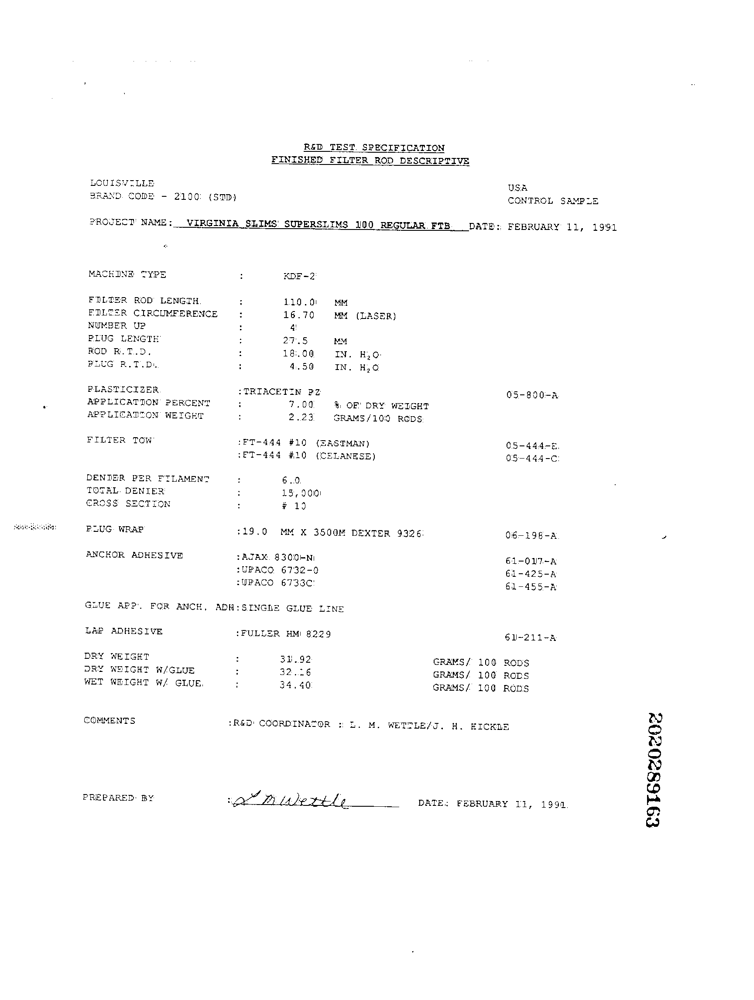 R&D TEST SPECIFICATION
FINISHED FILTER ROD DESCRIPTIVE
LOUISVILLE
USA
BRAND CODE - 2100 (STD)
CONTROL SAMPLE
PROJECT NAME: VIRGINIA SLIMS SUPERSLIMS 100 REGULAR FTB DATE: FEBRUARY 11, 1991
MACHINE TYPE : KDF-2
FILTER ROD LENGTH : 110.0 MM
FILTER CIRCUMFERENCE : 16.70 MM (LASER)
NUMBER UP : 4
PLUG LENGTH : 27.5 MM
ROD R.T.D. : 18.00 IN. H₂O
PLUG R.T.D. : 4.50 IN. H₂O
PLASTICIZER :TRIACETIN PZ 05-800-A
APPLICATION PERCENT : 7.00 % OF DRY WEIGHT
APPLICATION WEIGHT : 2.23 GRAMS/100 RODS
FILTER TOW :FT-444 #10 (EASTMAN) 05-444-E
:FT-444 #10 (CELANESE) 05-444-C
DENIER PER FILAMENT : 6.0
TOTAL DENIER : 15,000
CROSS SECTION : # 10
PLUG WRAP :19.0 MM X 3500M DEXTER 9326 06-198-A
ANCHOR ADHESIVE :AJAX 8300-N 61-017-A
:UPACO 6732-0 61-425-A
:UPACO 6733C 61-455-A
GLUE APP. FOR ANCH. ADH:SINGLE GLUE LINE
LAP ADHESIVE :FULLER HM 8229 61-211-A
DRY WEIGHT : 31.92 GRAMS/ 100 RODS
DRY WEIGHT W/GLUE : 32.16 GRAMS/ 100 RODS
WET WEIGHT W/ GLUE : 34.40 GRAMS/ 100 RODS
COMMENTS :R&D COORDINATOR : L. M. WETTLE/J. H. HICKLE
PREPARED BY : L M Wettle DATE: FEBRUARY 11, 1991
2020289163